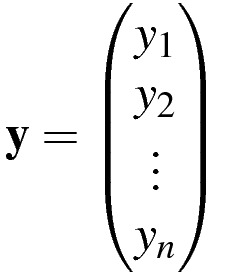 y = ( y₁
y₂
⋮
yₙ )